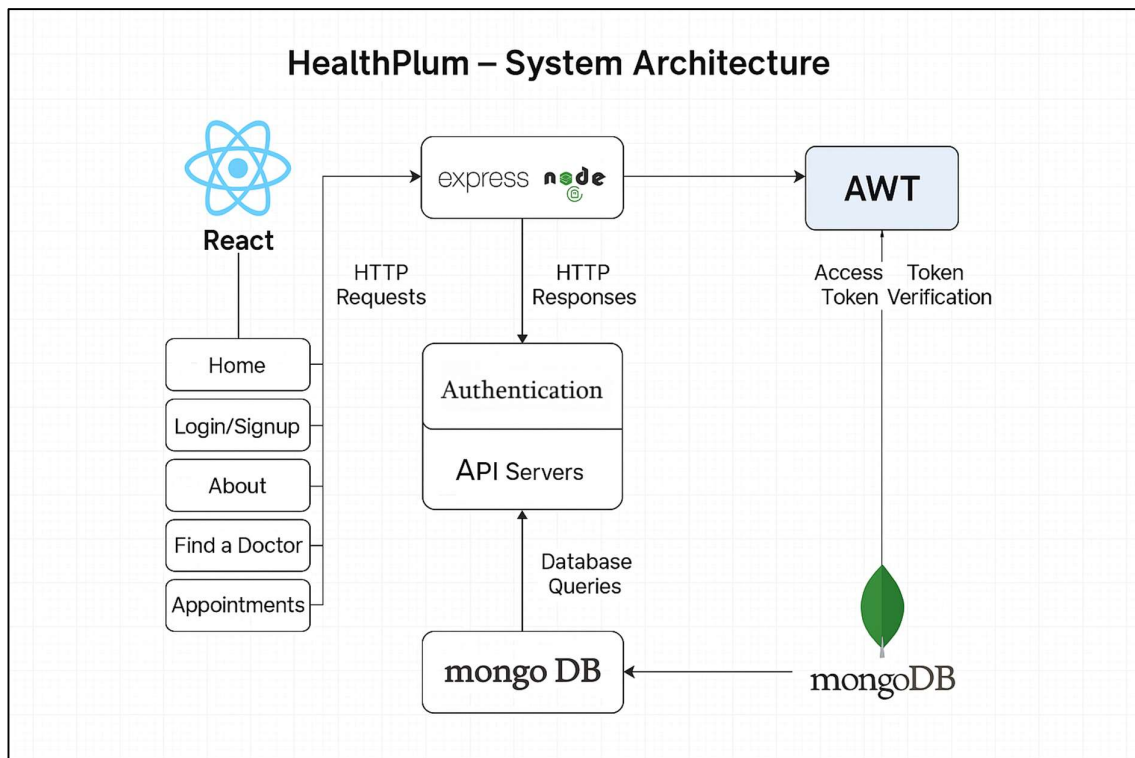 HealthPlum – System Architecture
React
Home
Login/Signup
About
Find a Doctor
Appointments
HTTP
Requests
express node
HTTP
Responses
Authentication
API Servers
Database
Queries
mongo DB
AWT
Access Token
Token Verification
mongoDB